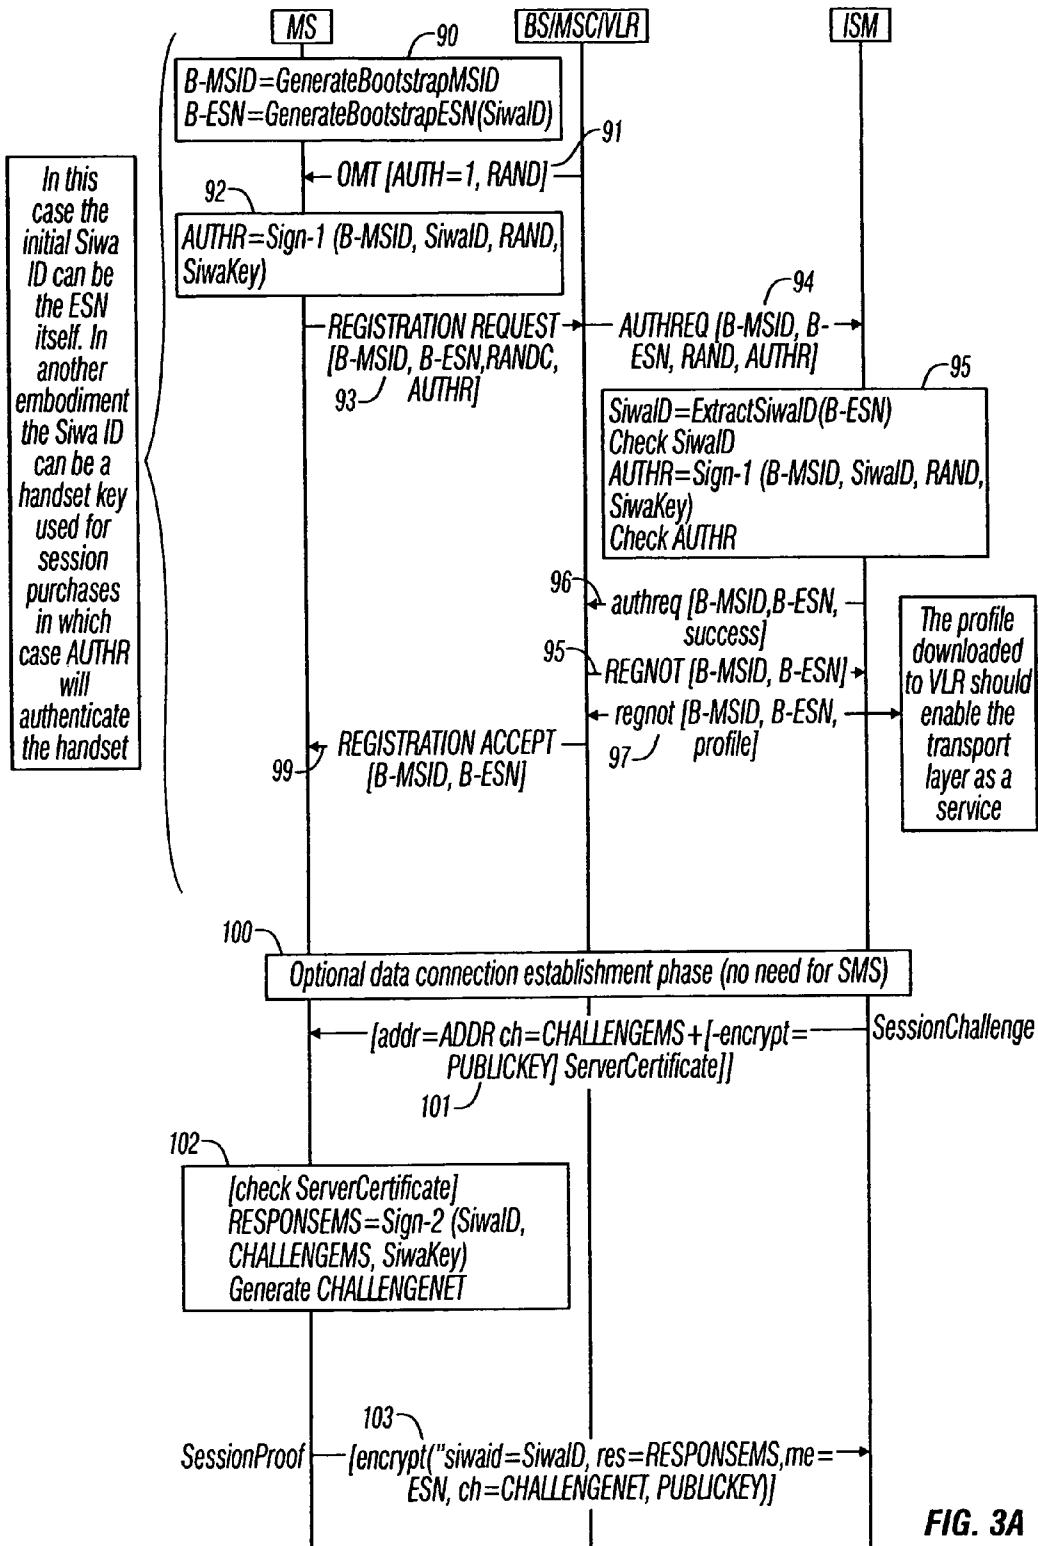 MS
BS/MSC/VLR
ISM
90
B-MSID=GenerateBootstrapMSID
B-ESN=GenerateBootstrapESN(SiwaID)
91
OMT [AUTH=1, RAND]
92
AUTHR=Sign-1 (B-MSID, SiwaID, RAND,
SiwaKey)
In this
case the
initial Siwa
ID can be
the ESN
itself. In
another
embodiment
the Siwa ID
can be a
handset key
used for
session
purchases
in which
case AUTHR
will
authenticate
the handset
REGISTRATION REQUEST
[B-MSID, B-ESN,RANDC,
AUTHR]
93
94
AUTHREQ [B-MSID, B-
ESN, RAND, AUTHR]
95
SiwaID=ExtractSiwaID(B-ESN)
Check SiwaID
AUTHR=Sign-1 (B-MSID, SiwaID, RAND,
SiwaKey)
Check AUTHR
96
authreq [B-MSID,B-ESN,
success]
95
REGNOT [B-MSID, B-ESN]
regnot [B-MSID, B-ESN,
profile]
97
The profile
downloaded
to VLR should
enable the
transport
layer as a
service
REGISTRATION ACCEPT
[B-MSID, B-ESN]
99
100
Optional data connection establishment phase (no need for SMS)
[addr=ADDR ch=CHALLENGEMS+[-encrypt=
PUBLICKEY] ServerCertificate]]
SessionChallenge
101
102
[check ServerCertificate]
RESPONSEMS=Sign-2 (SiwaID,
CHALLENGEMS, SiwaKey)
Generate CHALLENGENET
103
SessionProof
[encrypt("siwaid=SiwaID, res=RESPONSEMS,me=
ESN, ch=CHALLENGENET, PUBLICKEY)]
FIG. 3A